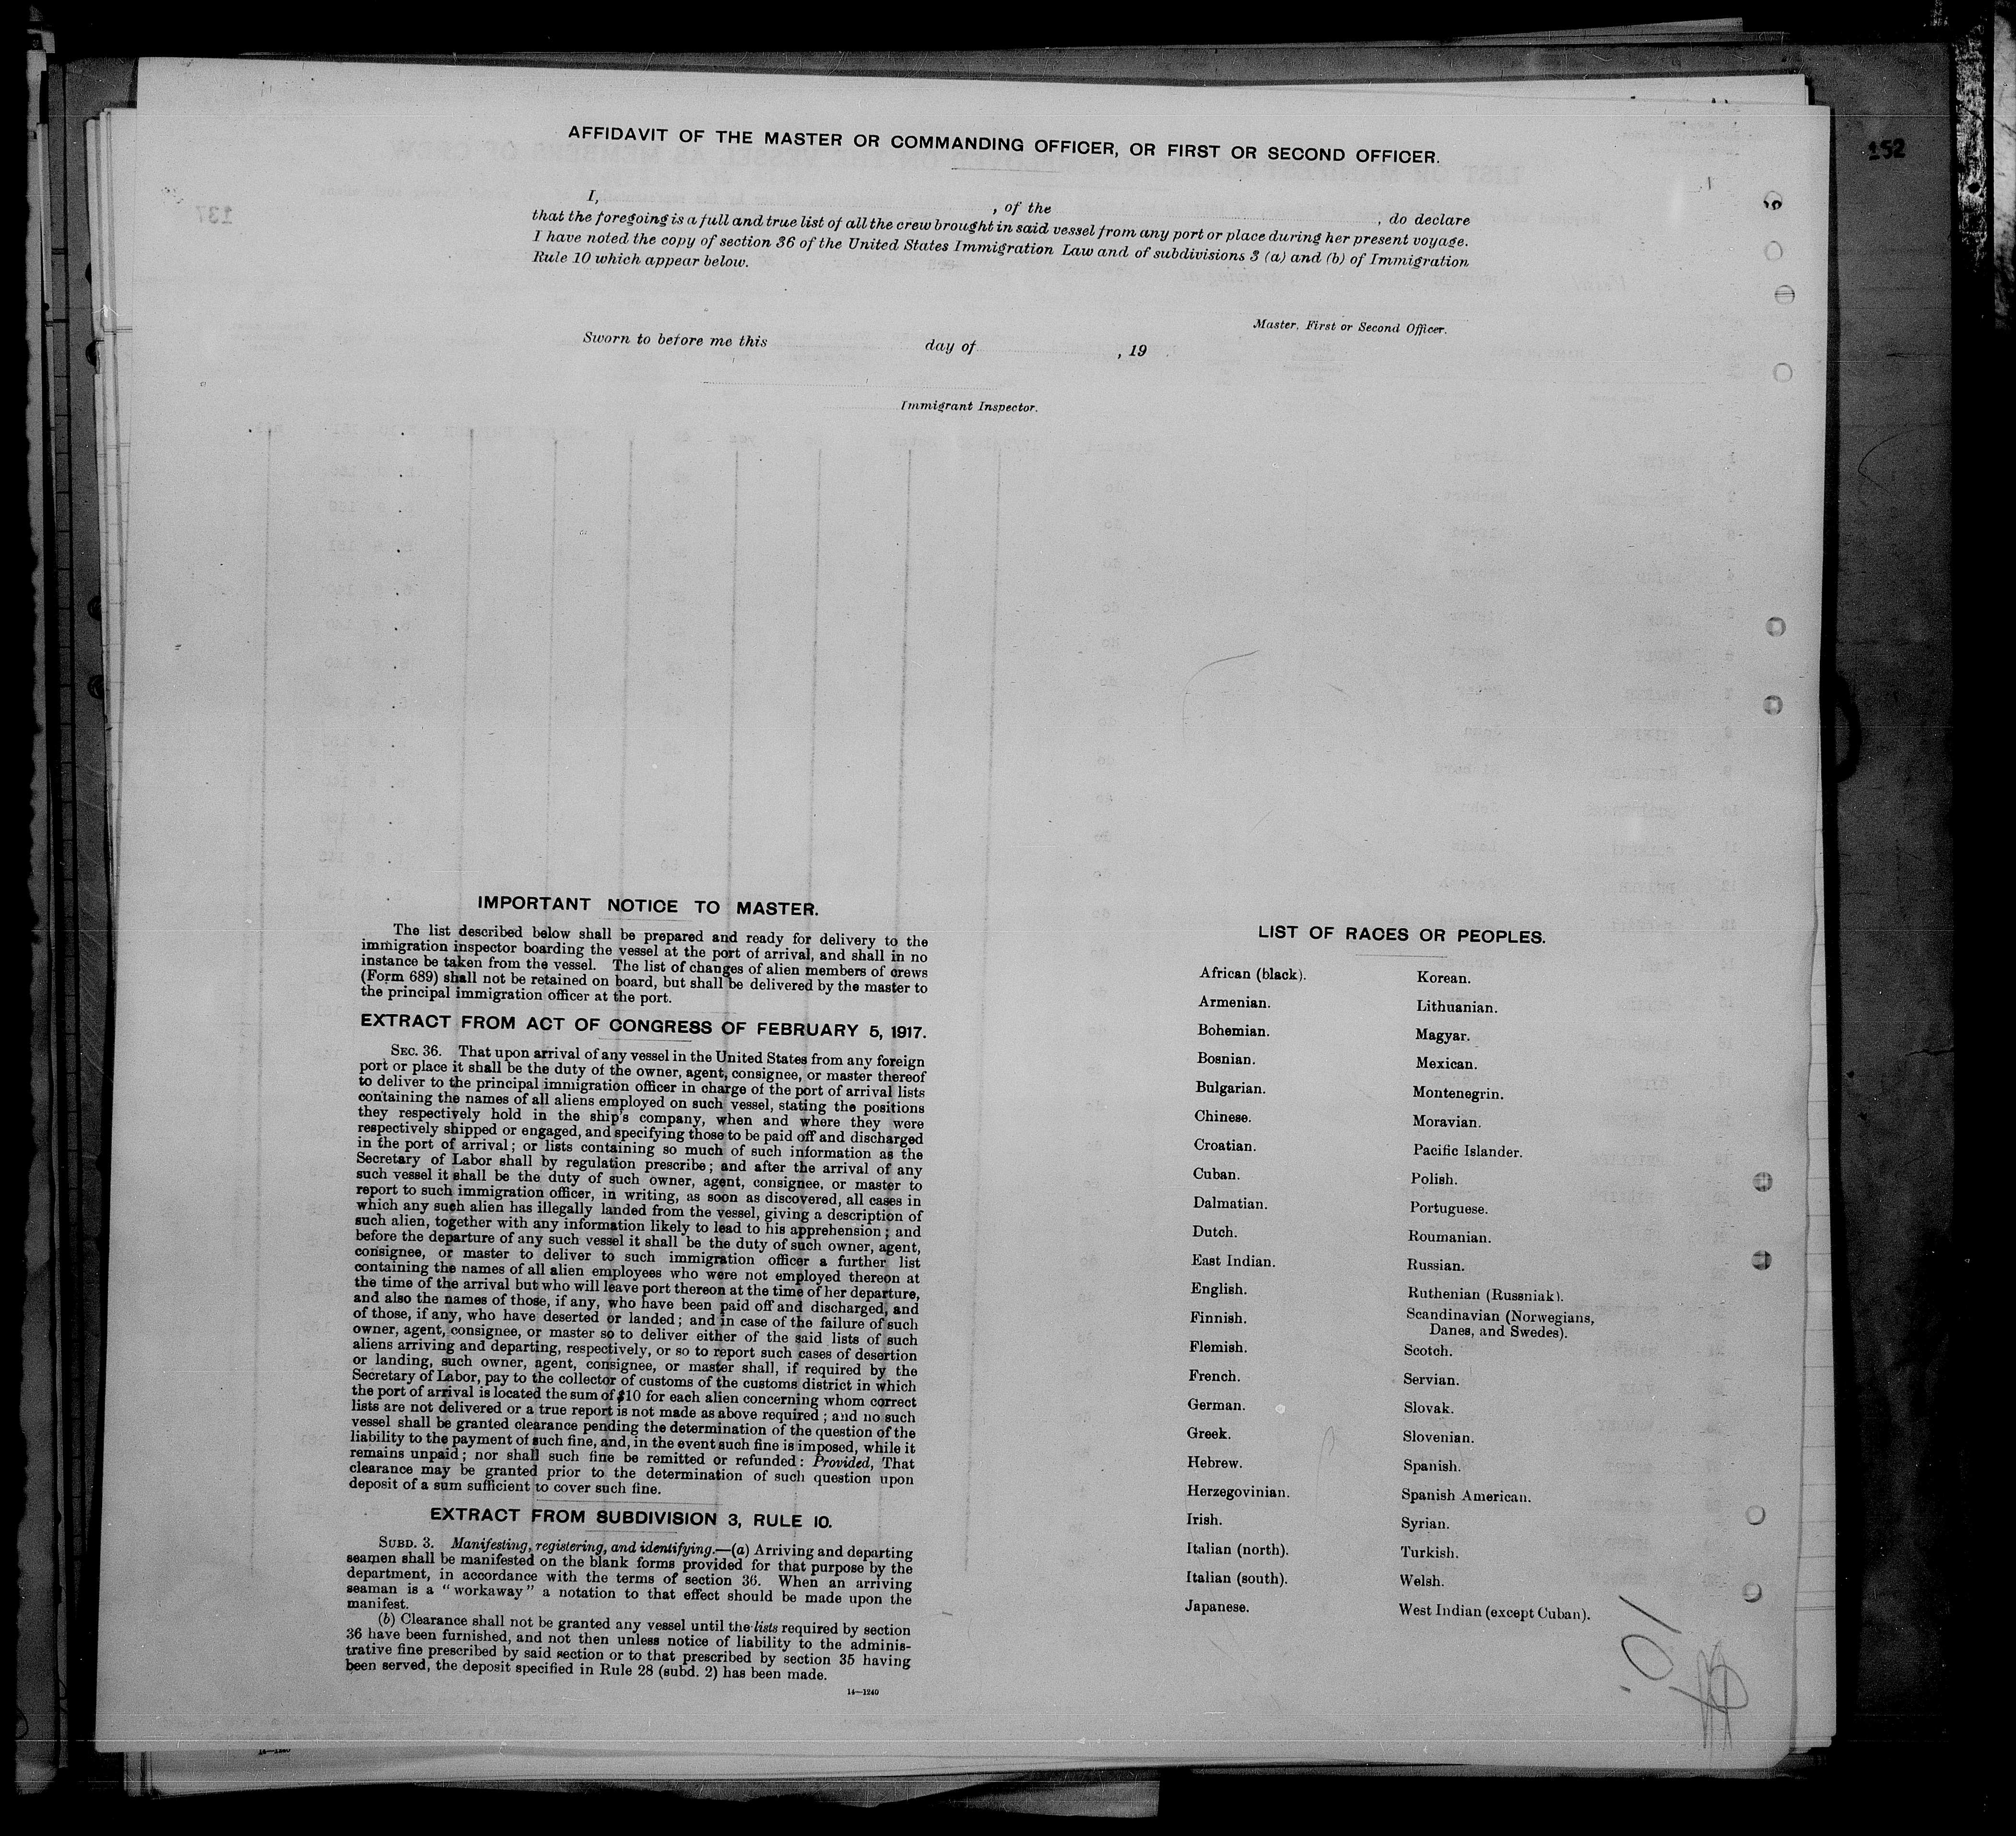 AFFIDAVIT OF THE MASTER OR COMMANDING OFFICER, OR FIRST OR SECOND OFFICER.
152
I, , of the , do declare
that the foregoing is a full and true list of all the crew brought in said vessel from any port or place during her present voyage.
I have noted the copy of section 36 of the United States Immigration Law and of subdivisions 3 (a) and (b) of Immigration
Rule 10 which appear below.
Master, First or Second Officer.
Sworn to before me this day of , 19
Immigrant Inspector.
IMPORTANT NOTICE TO MASTER.
The list described below shall be prepared and ready for delivery to the
immigration inspector boarding the vessel at the port of arrival, and shall in no
instance be taken from the vessel. The list of changes of alien members of crews
(Form 689) shall not be retained on board, but shall be delivered by the master to
the principal immigration officer at the port.
EXTRACT FROM ACT OF CONGRESS OF FEBRUARY 5, 1917.
SEC. 36. That upon arrival of any vessel in the United States from any foreign
port or place it shall be the duty of the owner, agent, consignee, or master thereof
to deliver to the principal immigration officer in charge of the port of arrival lists
containing the names of all aliens employed on such vessel, stating the positions
they respectively hold in the ship's company, when and where they were
respectively shipped or engaged, and specifying those to be paid off and discharged
in the port of arrival; or lists containing so much of such information as the
Secretary of Labor shall by regulation prescribe; and after the arrival of any
such vessel it shall be the duty of such owner, agent, consignee, or master to
report to such immigration officer, in writing, as soon as discovered, all cases in
which any such alien has illegally landed from the vessel, giving a description of
such alien, together with any information likely to lead to his apprehension; and
before the departure of any such vessel it shall be the duty of such owner, agent,
consignee, or master to deliver to such immigration officer a further list
containing the names of all alien employees who were not employed thereon at
the time of the arrival but who will leave port thereon at the time of her departure,
and also the names of those, if any, who have been paid off and discharged, and
of those, if any, who have deserted or landed; and in case of the failure of such
owner, agent, consignee, or master so to deliver either of the said lists of such
aliens arriving and departing, respectively, or so to report such cases of desertion
or landing, such owner, agent, consignee, or master shall, if required by the
Secretary of Labor, pay to the collector of customs of the customs district in which
the port of arrival is located the sum of $10 for each alien concerning whom correct
lists are not delivered or a true report is not made as above required; and no such
vessel shall be granted clearance pending the determination of the question of the
liability to the payment of such fine, and, in the event such fine is imposed, while it
remains unpaid; nor shall such fine be remitted or refunded: Provided, That
clearance may be granted prior to the determination of such question upon
deposit of a sum sufficient to cover such fine.
EXTRACT FROM SUBDIVISION 3, RULE 10.
SUBD. 3. Manifesting, registering, and identifying.—(a) Arriving and departing
seamen shall be manifested on the blank forms provided for that purpose by the
department, in accordance with the terms of section 36. When an arriving
seaman is a "workaway" a notation to that effect should be made upon the
manifest.
(b) Clearance shall not be granted any vessel until the lists required by section
36 have been furnished, and not then unless notice of liability to the adminis-
trative fine prescribed by said section or to that prescribed by section 35 having
been served, the deposit specified in Rule 28 (subd. 2) has been made.
14—1240
LIST OF RACES OR PEOPLES.
African (black).
Armenian.
Bohemian.
Bosnian.
Bulgarian.
Chinese.
Croatian.
Cuban.
Dalmatian.
Dutch.
East Indian.
English.
Finnish.
Flemish.
French.
German.
Greek.
Hebrew.
Herzegovinian.
Irish.
Italian (north).
Italian (south).
Japanese.
Korean.
Lithuanian.
Magyar.
Mexican.
Montenegrin.
Moravian.
Pacific Islander.
Polish.
Portuguese.
Roumanian.
Russian.
Ruthenian (Russniak).
Scandinavian (Norwegians,
Danes, and Swedes).
Scotch.
Servian.
Slovak.
Slovenian.
Spanish.
Spanish American.
Syrian.
Turkish.
Welsh.
West Indian (except Cuban).
14—1240